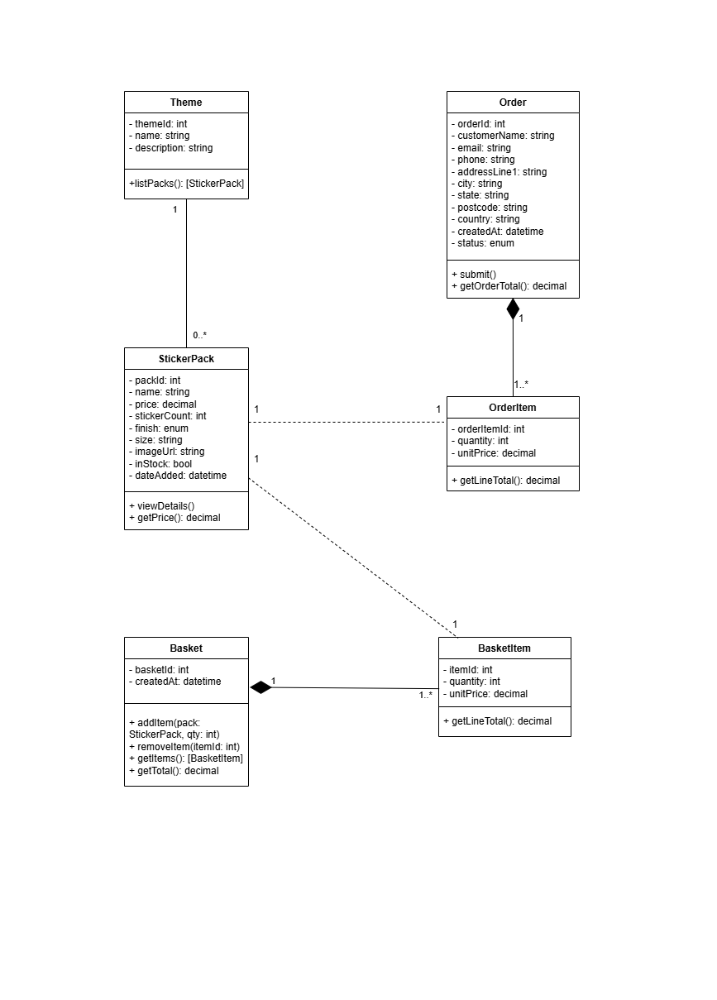 Theme
- themeId: int
- name: string
- description: string
+listPacks(): [StickerPack]
1
0..*
Order
- orderId: int
- customerName: string
- email: string
- phone: string
- addressLine1: string
- city: string
- state: string
- postcode: string
- country: string
- createdAt: datetime
- status: enum
+ submit()
+ getOrderTotal(): decimal
1
1..*
StickerPack
- packId: int
- name: string
- price: decimal
- stickerCount: int
- finish: enum
- size: string
- imageUrl: string
- inStock: bool
- dateAdded: datetime
+ viewDetails()
+ getPrice(): decimal
1
1
1
1
OrderItem
- orderItemId: int
- quantity: int
- unitPrice: decimal
+ getLineTotal(): decimal
Basket
- basketId: int
- createdAt: datetime
+ addItem(pack:
StickerPack, qty: int)
+ removeItem(itemId: int)
+ getItems(): [BasketItem]
+ getTotal(): decimal
1
1..*
BasketItem
- itemId: int
- quantity: int
- unitPrice: decimal
+ getLineTotal(): decimal